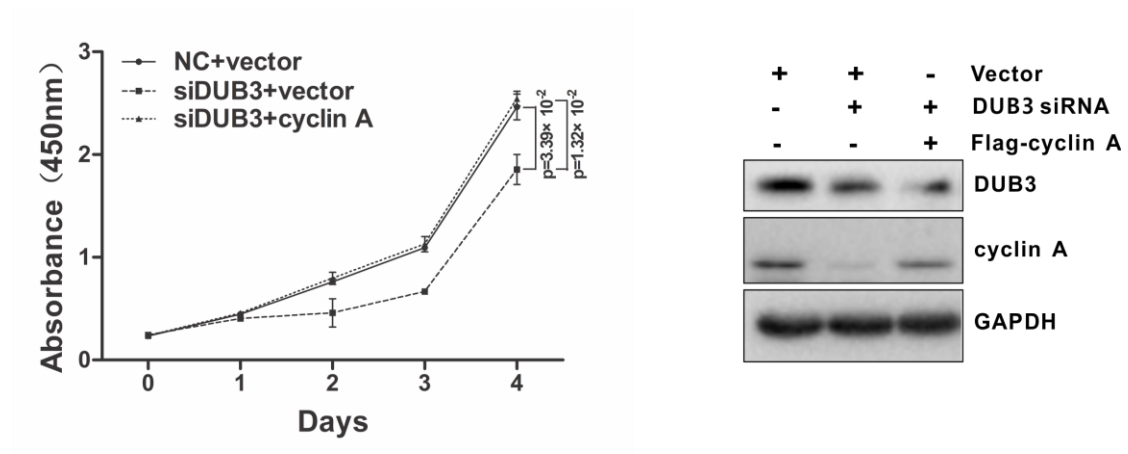 NC+vector
siDUB3+vector
siDUB3+cyclin A
3
2
1
0
Absorbance (450nm)
p=3.39× 10-2
p=1.32× 10-2
0 1 2 3 4
Days
+ + - Vector
- + + DUB3 siRNA
- - + Flag-cyclin A
DUB3
cyclin A
GAPDH